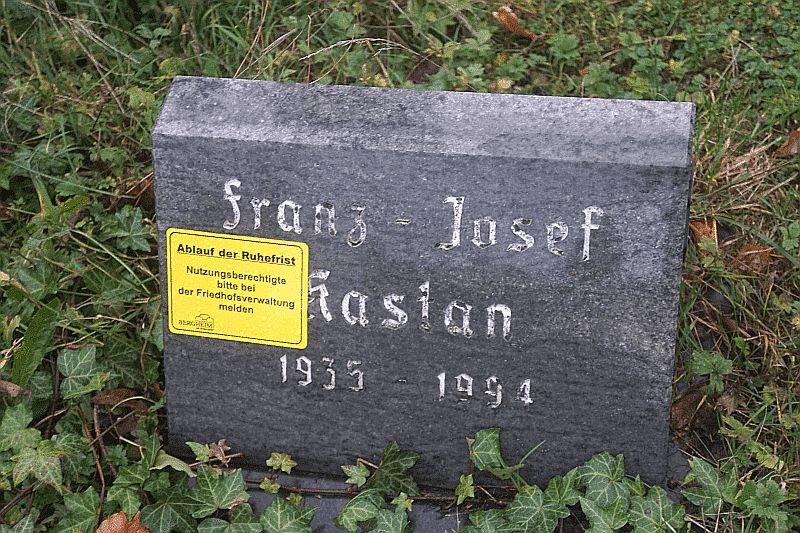 Franz - Josef
Kastan
1935 - 1994
Ablauf der Ruhefrist
Nutzungsberechtigte
bitte bei
der Friedhofsverwaltung
melden
BERGHEIM